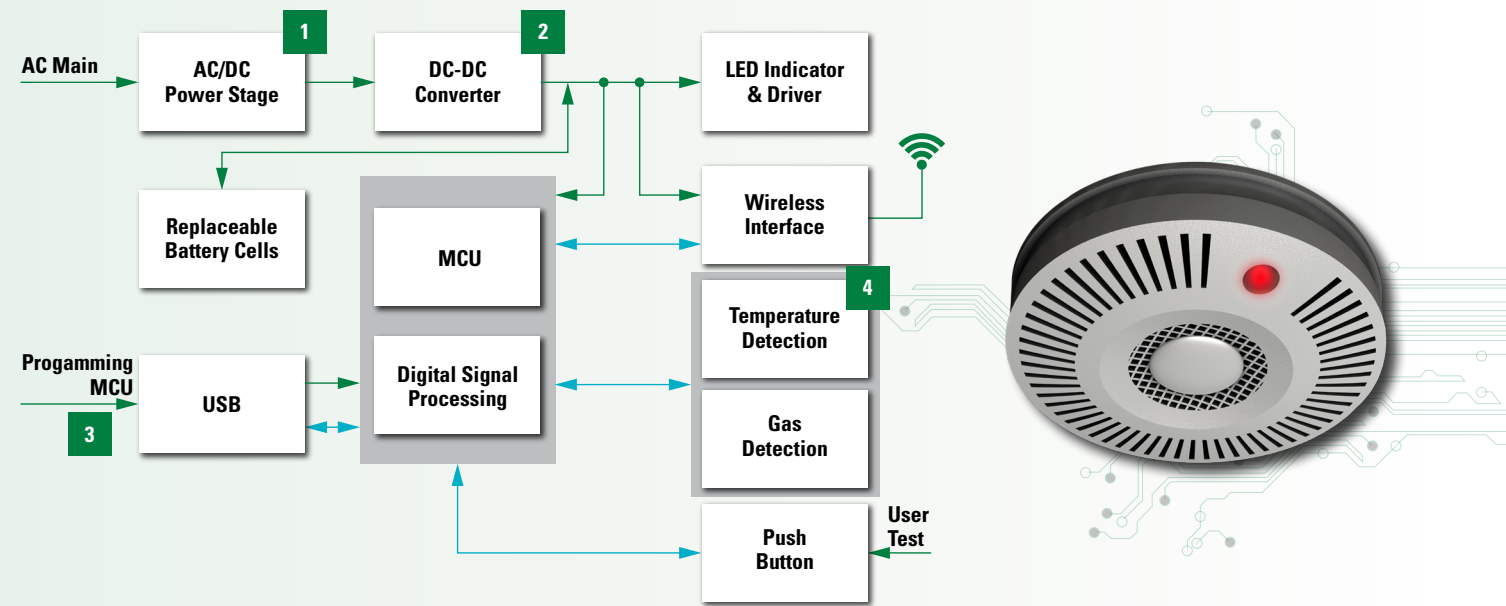 1
2
AC Main
AC/DC
Power Stage
DC-DC
Converter
LED Indicator
& Driver
Replaceable
Battery Cells
MCU
Wireless
Interface
4
Temperature
Detection
Progamming
MCU
3
USB
Digital Signal
Processing
Gas
Detection
Push
Button
User
Test